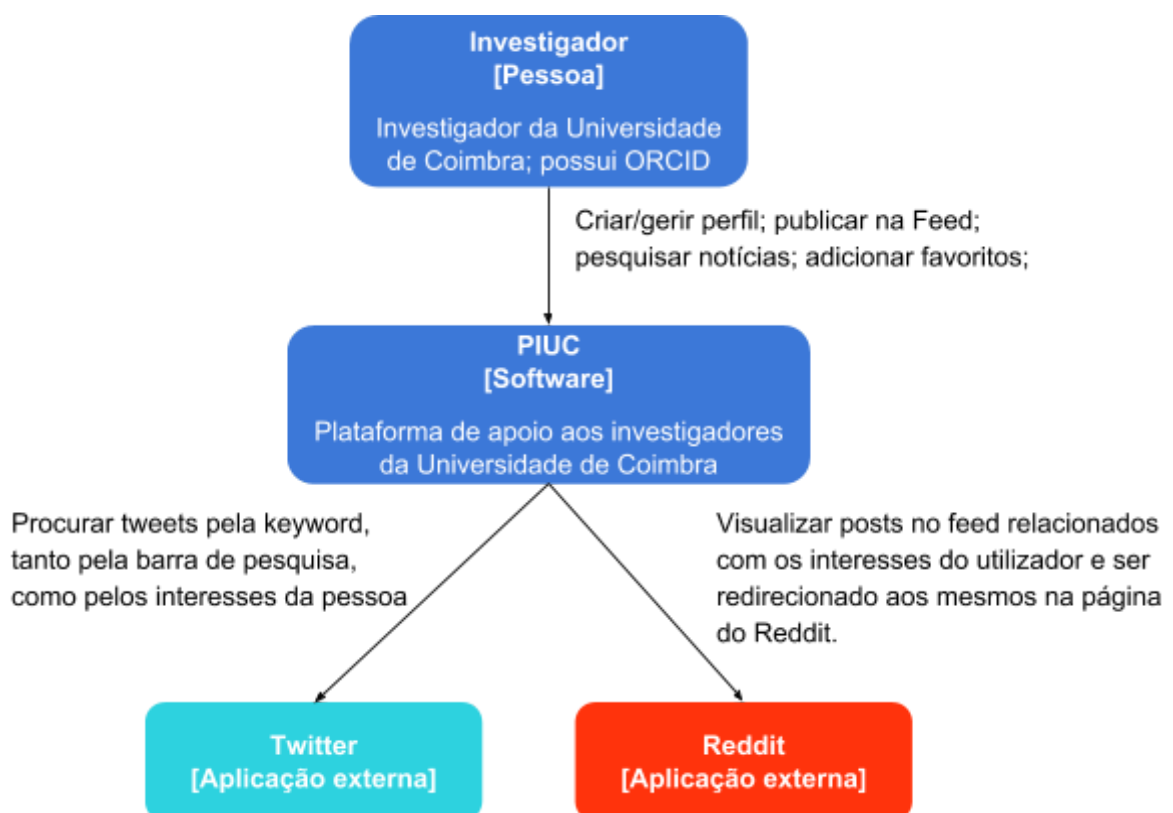 Investigador
[Pessoa]
Investigador da Universidade
de Coimbra; possui ORCID
Criar/gerir perfil; publicar na Feed;
pesquisar notícias; adicionar favoritos;
PIUC
[Software]
Plataforma de apoio aos investigadores
da Universidade de Coimbra
Procurar tweets pela keyword,
tanto pela barra de pesquisa,
como pelos interesses da pessoa
Visualizar posts no feed relacionados
com os interesses do utilizador e ser
redirecionado aos mesmos na página
do Reddit.
Twitter
[Aplicação externa]
Reddit
[Aplicação externa]